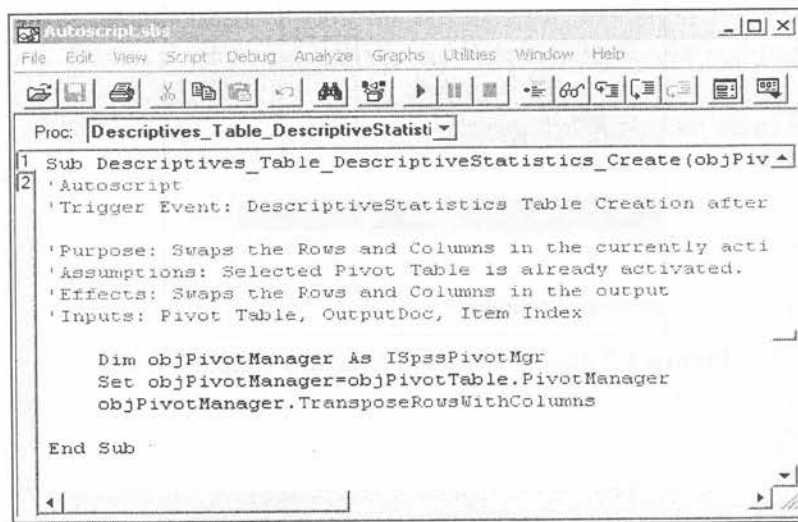 Autoscript.sbs
File Edit View Script Debug Analyze Graphs Utilities Window Help
Proc: Descriptives_Table_DescriptiveStatisti
1 Sub Descriptives_Table_DescriptiveStatistics_Create(objPiv
2 'Autoscript
'Trigger Event: DescriptiveStatistics Table Creation after
'Purpose: Swaps the Rows and Columns in the currently acti
'Assumptions: Selected Pivot Table is already activated.
'Effects: Swaps the Rows and Columns in the output
'Inputs: Pivot Table, OutputDoc, Item Index
Dim objPivotManager As ISpssPivotMgr
Set objPivotManager=objPivotTable.PivotManager
objPivotManager.TransposeRowsWithColumns
End Sub